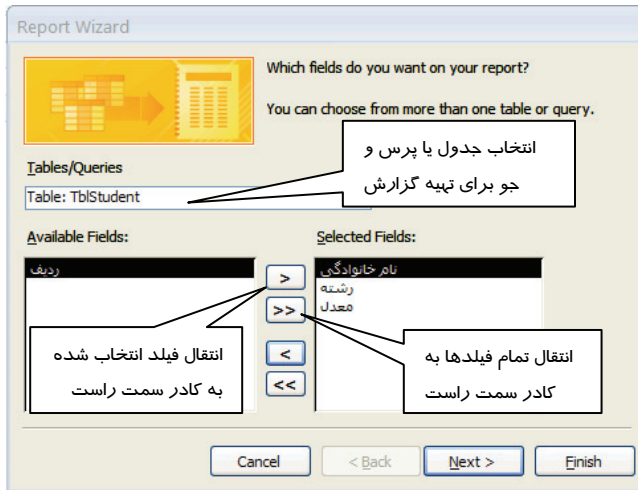 Report Wizard
Which fields do you want on your report?
You can choose from more than one table or query.
انتخاب جدول یا پرس و
جو برای تهیه گزارش
Tables/Queries
Table: TblStudent
Available Fields:
Selected Fields:
ردیف
نام خانوادگی
رشته
معدل
>
>>
<
<<
انتقال فیلد انتخاب شده
به کادر سمت راست
انتقال تمام فیلدها به
کادر سمت راست
Cancel
< Back
Next >
Finish